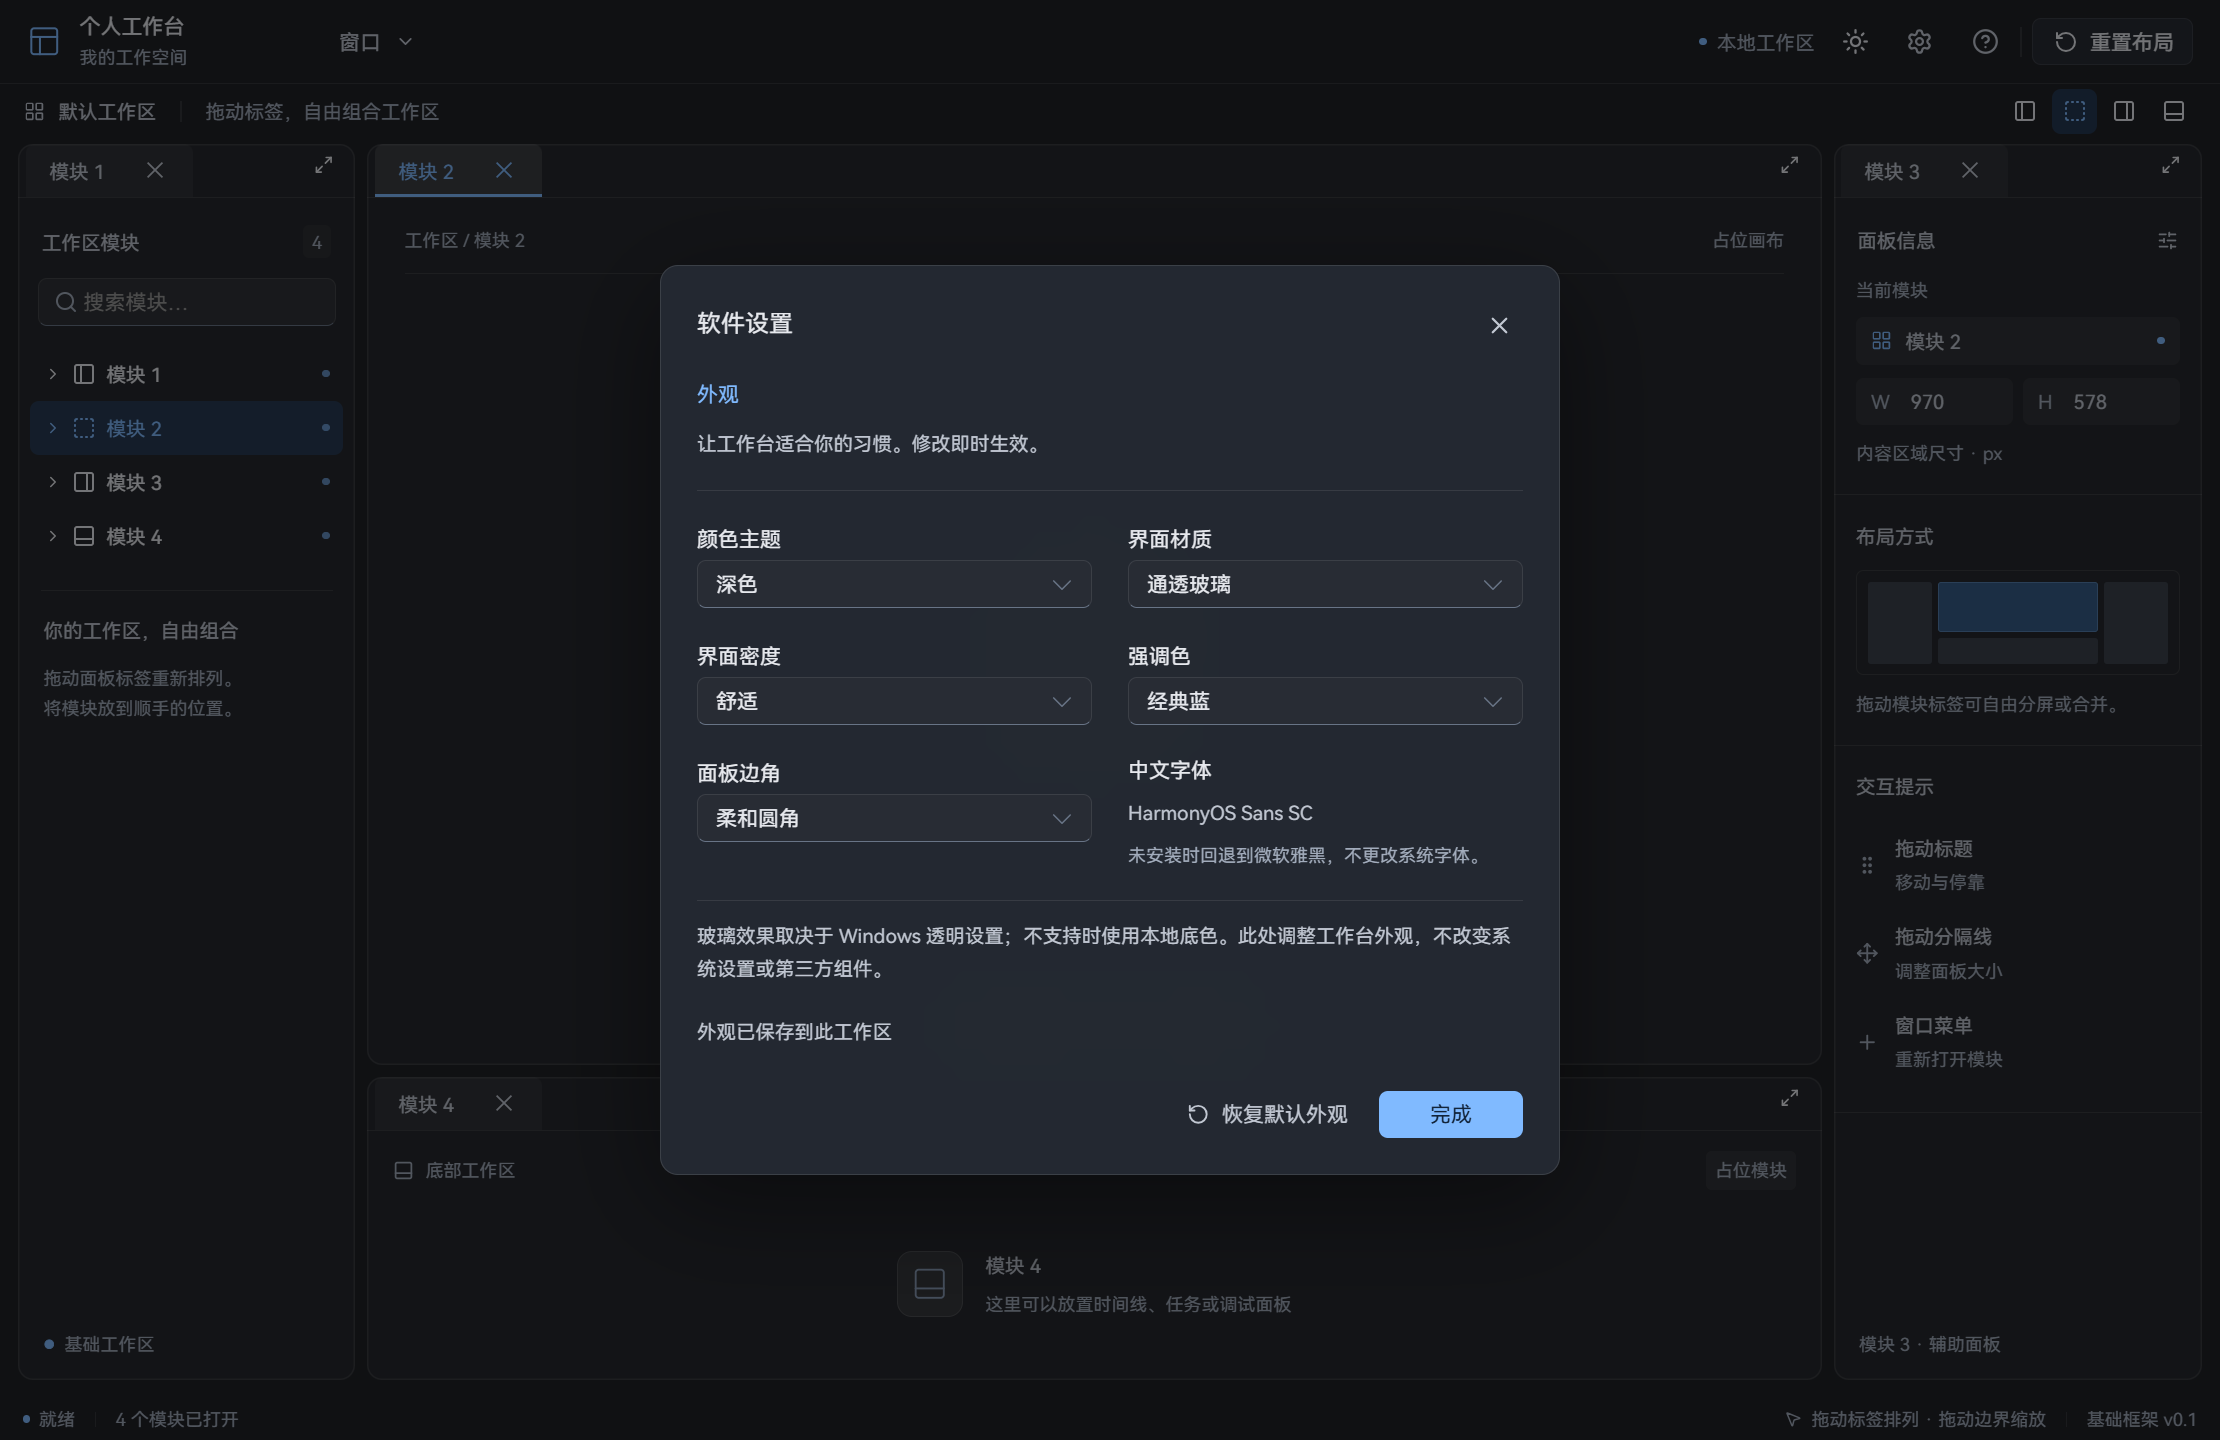 个人工作台
我的工作空间
窗口
本地工作区
重置布局
默认工作区
拖动标签，自由组合工作区
模块 1
工作区模块
4
搜索模块…
模块 1
模块 2
模块 3
模块 4
你的工作区，自由组合
拖动面板标签重新排列。
将模块放到顺手的位置。
基础工作区
模块 2
工作区 / 模块 2
占位画布
软件设置
外观
让工作台适合你的习惯。修改即时生效。
颜色主题
深色
界面材质
通透玻璃
界面密度
舒适
强调色
经典蓝
面板边角
柔和圆角
中文字体
HarmonyOS Sans SC
未安装时回退到微软雅黑，不更改系统字体。
玻璃效果取决于 Windows 透明设置；不支持时使用本地底色。此处调整工作台外观，不改变系
统设置或第三方组件。
外观已保存到此工作区
恢复默认外观
完成
模块 4
底部工作区
占位模块
模块 4
这里可以放置时间线、任务或调试面板
模块 3
面板信息
当前模块
模块 2
W 970
H 578
内容区域尺寸 · px
布局方式
拖动模块标签可自由分屏或合并。
交互提示
拖动标题
移动与停靠
拖动分隔线
调整面板大小
窗口菜单
重新打开模块
模块 3 · 辅助面板
就绪
4 个模块已打开
拖动标签排列 · 拖动边界缩放
基础框架 v0.1